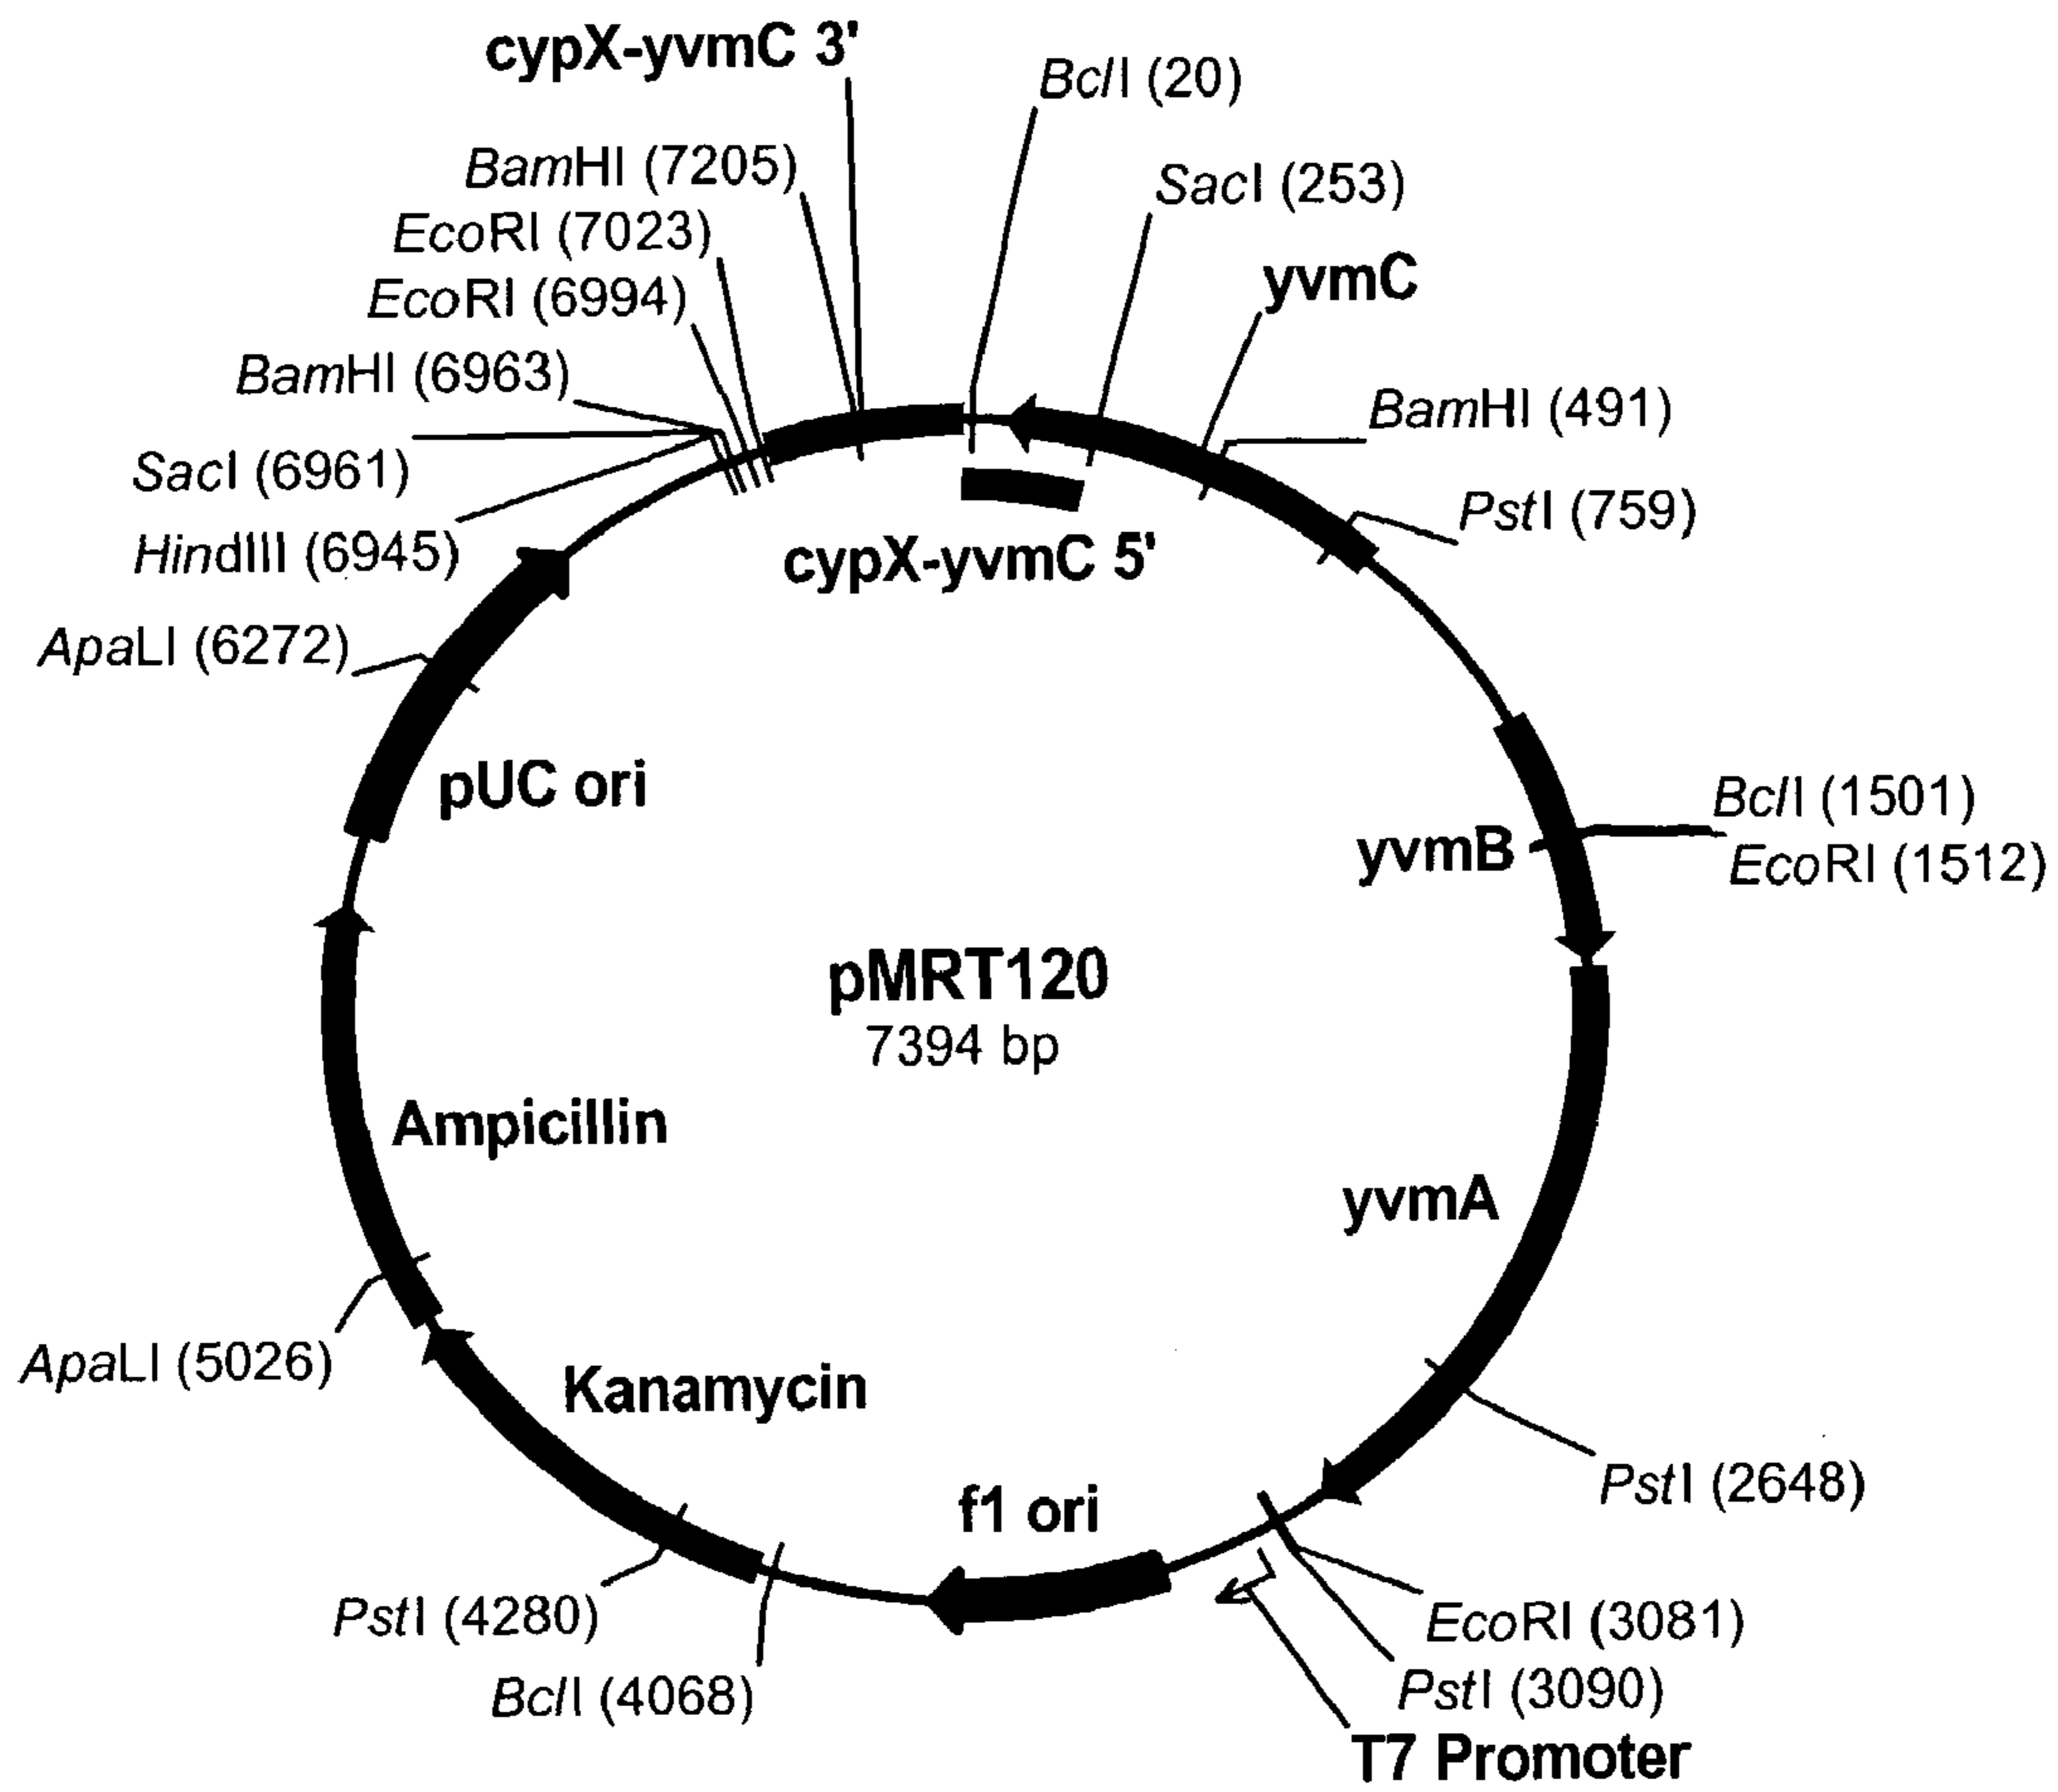 cypX-yvmC 3'
BclI (20)
BamHI (7205)
SacI (253)
EcoRI (7023)
yvmC
EcoRI (6994)
BamHI (6963)
BamHI (491)
SacI (6961)
PstI (759)
HindIII (6945)
cypX-yvmC 5'
ApaLI (6272)
pUC ori
BclI (1501)
yvmB
EcoRI (1512)
pMRT120
7394 bp
Ampicillin
yvmA
ApaLI (5026)
Kanamycin
PstI (2648)
f1 ori
PstI (4280)
EcoRI (3081)
BclI (4068)
PstI (3090)
T7 Promoter